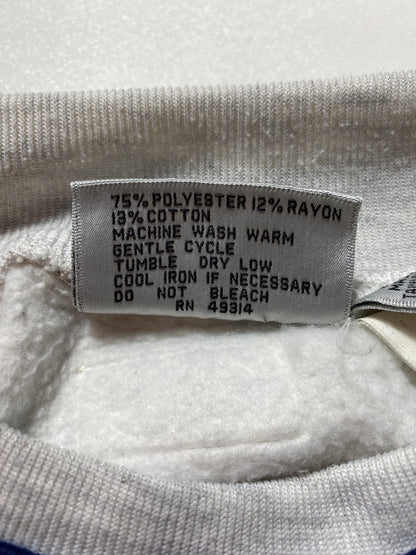 75% POLYESTER 12% RAYON
13% COTTON
MACHINE WASH WARM
GENTLE CYCLE
TUMBLE DRY LOW
COOL IRON IF NECESSARY
DO NOT BLEACH
RN 49314